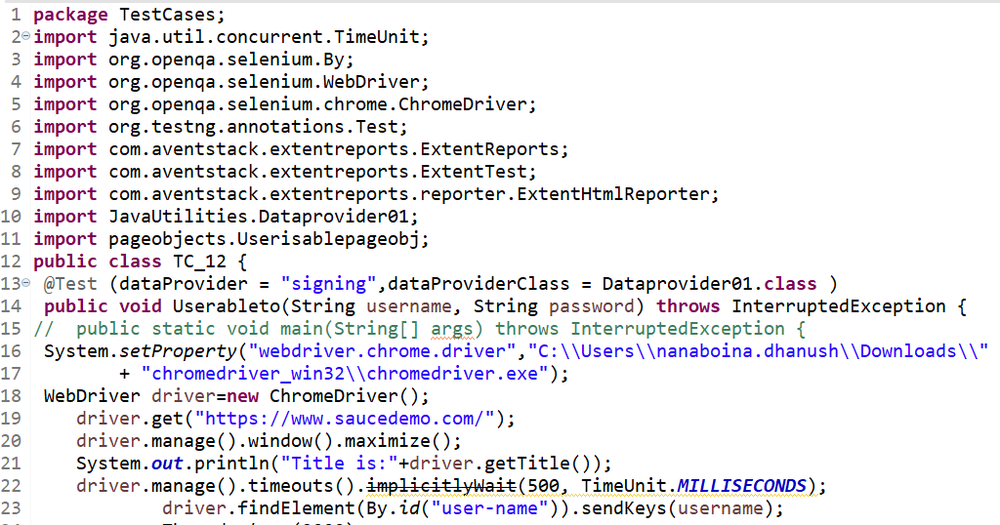 1 package TestCases;
2 import java.util.concurrent.TimeUnit;
3 import org.openqa.selenium.By;
4 import org.openqa.selenium.WebDriver;
5 import org.openqa.selenium.chrome.ChromeDriver;
6 import org.testng.annotations.Test;
7 import com.aventstack.extentreports.ExtentReports;
8 import com.aventstack.extentreports.ExtentTest;
9 import com.aventstack.extentreports.reporter.ExtentHtmlReporter;
10 import JavaUtilities.Dataprovider01;
11 import pageobjects.Userisablepageobj;
12 public class TC_12 {
13 @Test (dataProvider = "signing",dataProviderClass = Dataprovider01.class )
14 public void Userableto(String username, String password) throws InterruptedException {
15 // public static void main(String[] args) throws InterruptedException {
16 System.setProperty("webdriver.chrome.driver","C:\\Users\\nanaboina.dhanush\\Downloads\\"
17 + "chromedriver_win32\\chromedriver.exe");
18 WebDriver driver=new ChromeDriver();
19 driver.get("https://www.saucedemo.com/");
20 driver.manage().window().maximize();
21 System.out.println("Title is:"+driver.getTitle());
22 driver.manage().timeouts().implicitlyWait(500, TimeUnit.MILLISECONDS);
23 driver.findElement(By.id("user-name")).sendKeys(username);